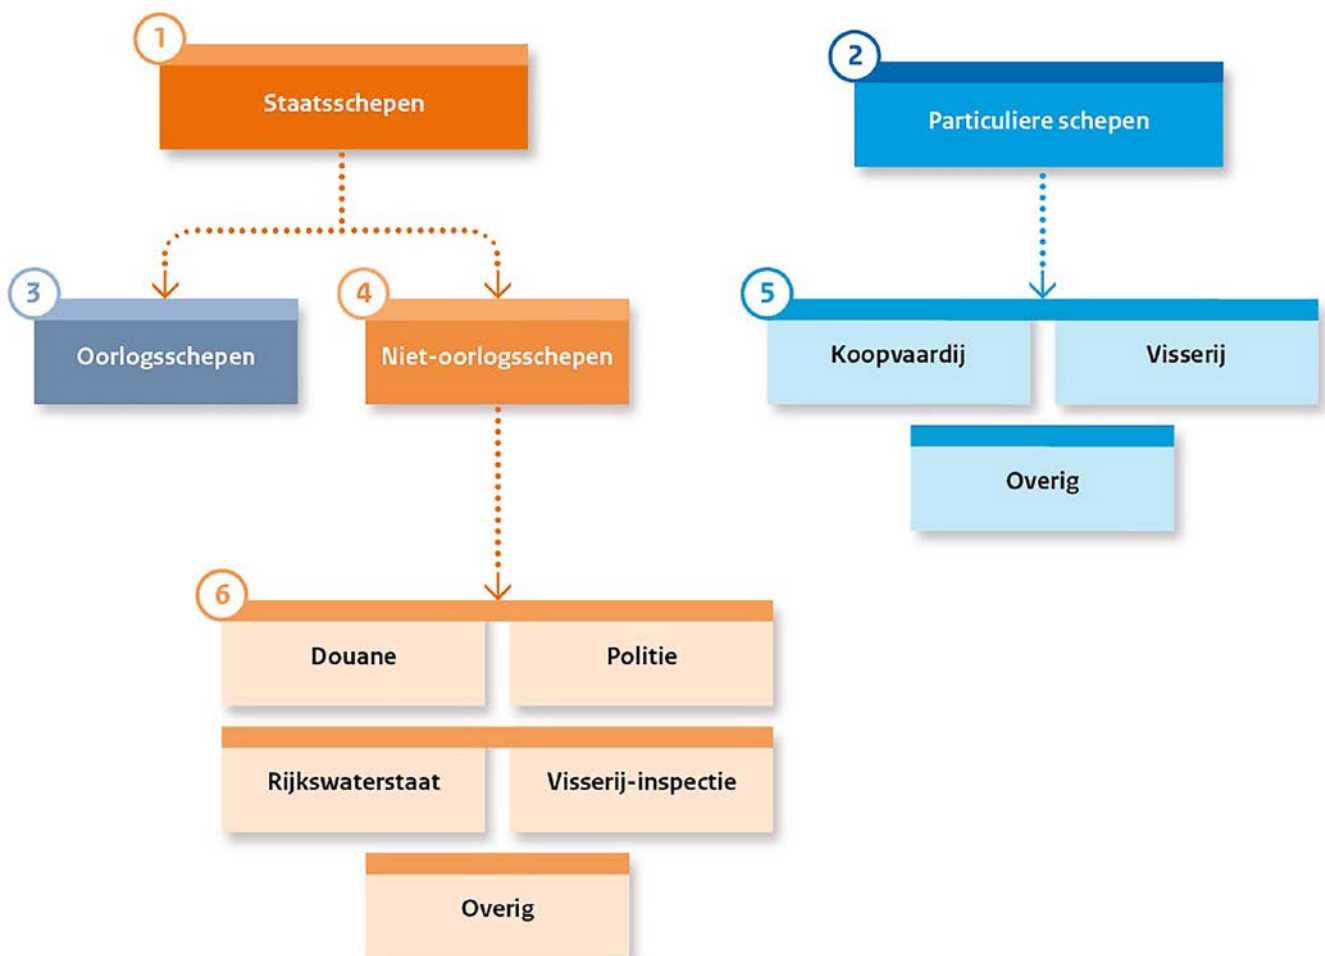 1
Staatsschepen
2
Particuliere schepen
3
Oorlogsschepen
4
Niet-oorlogsschepen
5
Koopvaardij
Visserij
Overig
6
Douane
Politie
Rijkswaterstaat
Visserij-inspectie
Overig